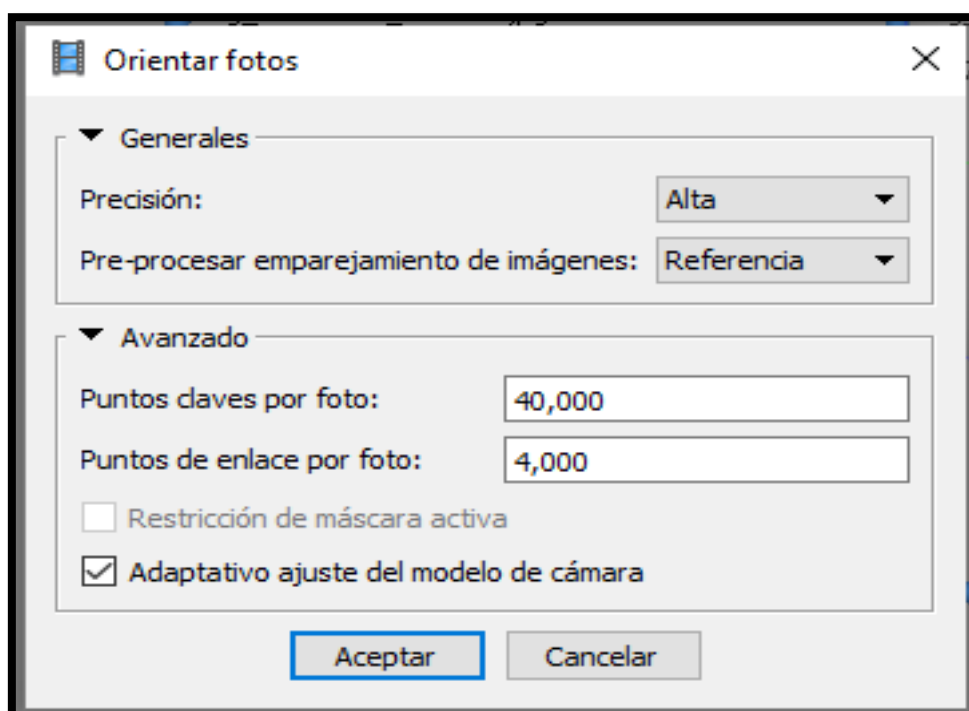 Orientar fotos
Generales
Precisión: Alta
Pre-procesar emparejamiento de imágenes: Referencia
Avanzado
Puntos claves por foto: 40,000
Puntos de enlace por foto: 4,000
Restricción de máscara activa
Adaptativo ajuste del modelo de cámara
Aceptar Cancelar